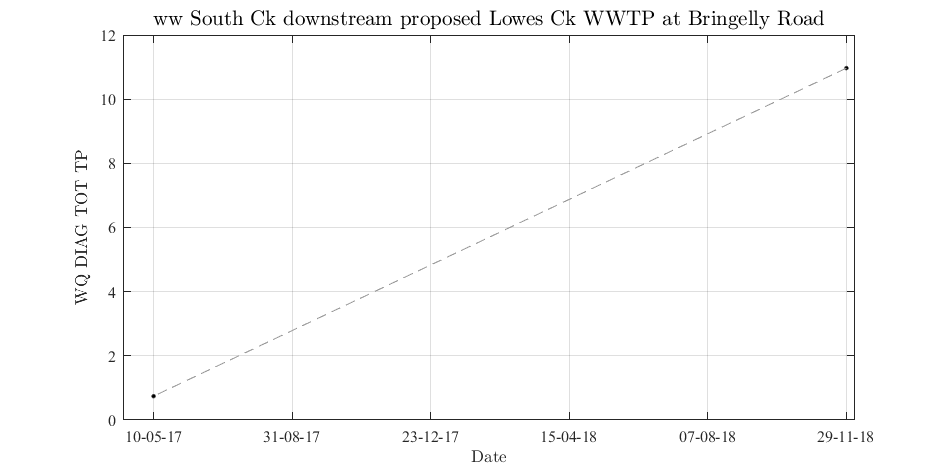 ww South Ck downstream proposed Lowes Ck WWTP at Bringelly Road
12
10
8
6
4
2
0
WQ DIAG TOT TP
10-05-17 31-08-17 23-12-17 15-04-18 07-08-18 29-11-18
Date